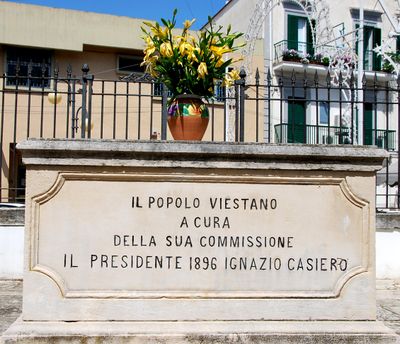 IL POPOLO VIESTANO
A CURA
DELLA SUA COMMISSIONE
IL PRESIDENTE 1896 IGNAZIO CASIERO